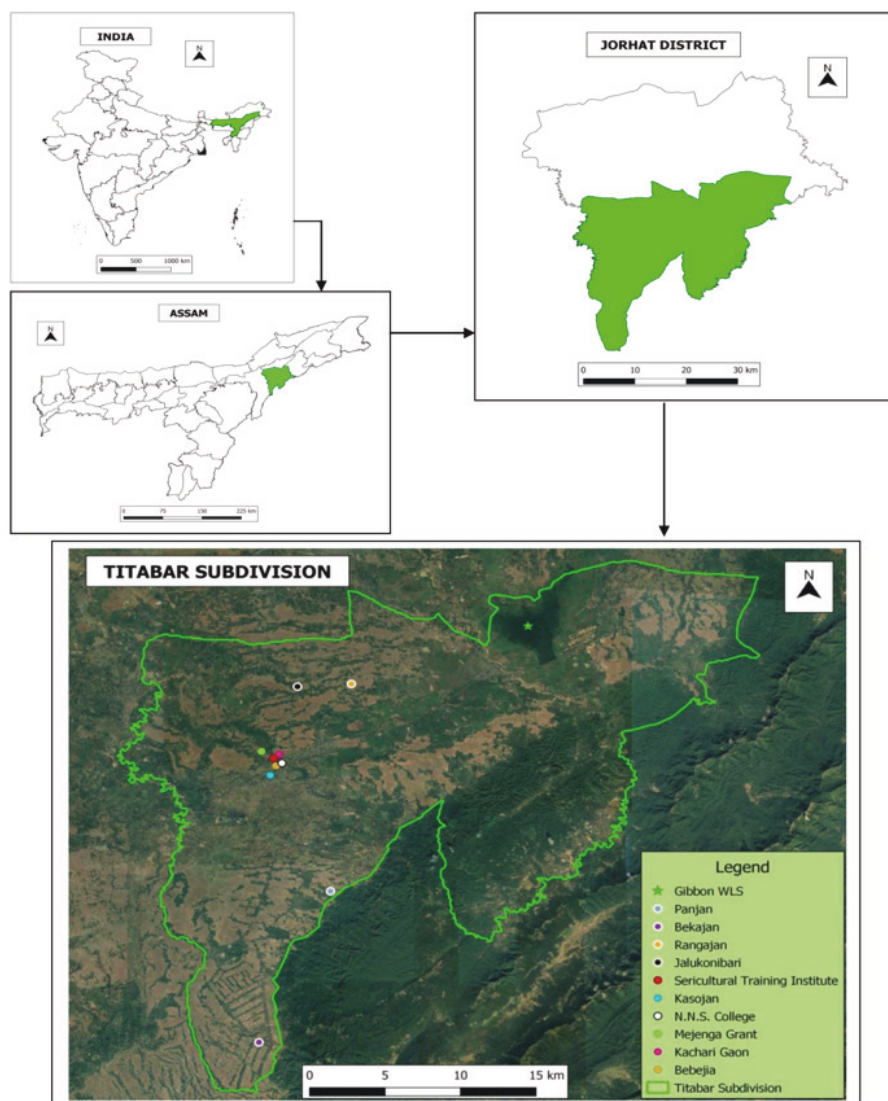 INDIA
N
0 500 1000 km
JORHAT DISTRICT
N
0 10 20 30 km
ASSAM
N
0 75 150 225 km
TITABAR SUBDIVISION
N
Legend
Gibbon WLS
Panjan
Bekajan
Rangajan
Jalukonibari
Sericultural Training Institute
Kasojan
N.N.S. College
Mejenga Grant
Kachari Gaon
Bebejia
Titabar Subdivision
0 5 10 15 km